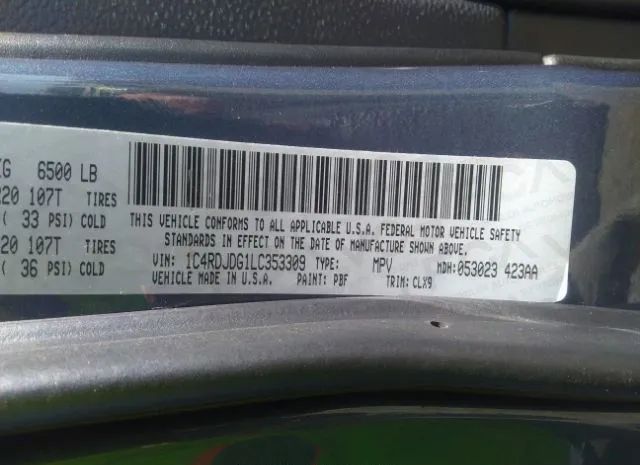 6500 LB
107T TIRES
( 33 PSI) COLD
20 107T TIRES
( 36 PSI) COLD
THIS VEHICLE CONFORMS TO ALL APPLICABLE U.S.A. FEDERAL MOTOR VEHICLE SAFETY
STANDARDS IN EFFECT ON THE DATE OF MANUFACTURE SHOWN ABOVE.
VIN: 1C4RDJDG1LC353309 TYPE: MPV MDH: 053023 423AA
VEHICLE MADE IN U.S.A. PAINT: PBF TRIM: CLX9